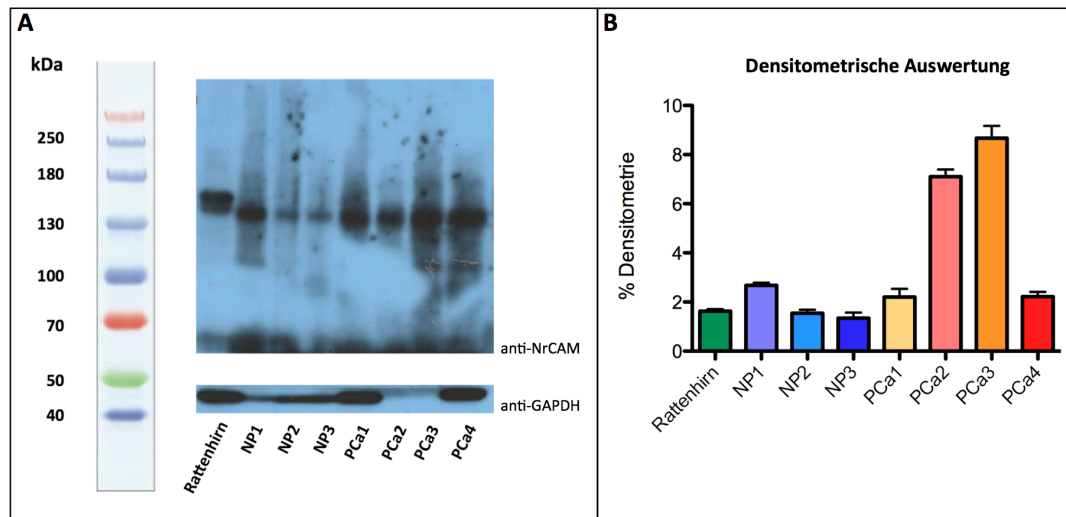 A
kDa
250
180
130
100
70
50
40
anti-NrCAM
anti-GAPDH
Rattenhirn
NP1
NP2
NP3
PCa1
PCa2
PCa3
PCa4
B
Densitometrische Auswertung
% Densitometrie
10
8
6
4
2
0
Rattenhirn
NP1
NP2
NP3
PCa1
PCa2
PCa3
PCa4